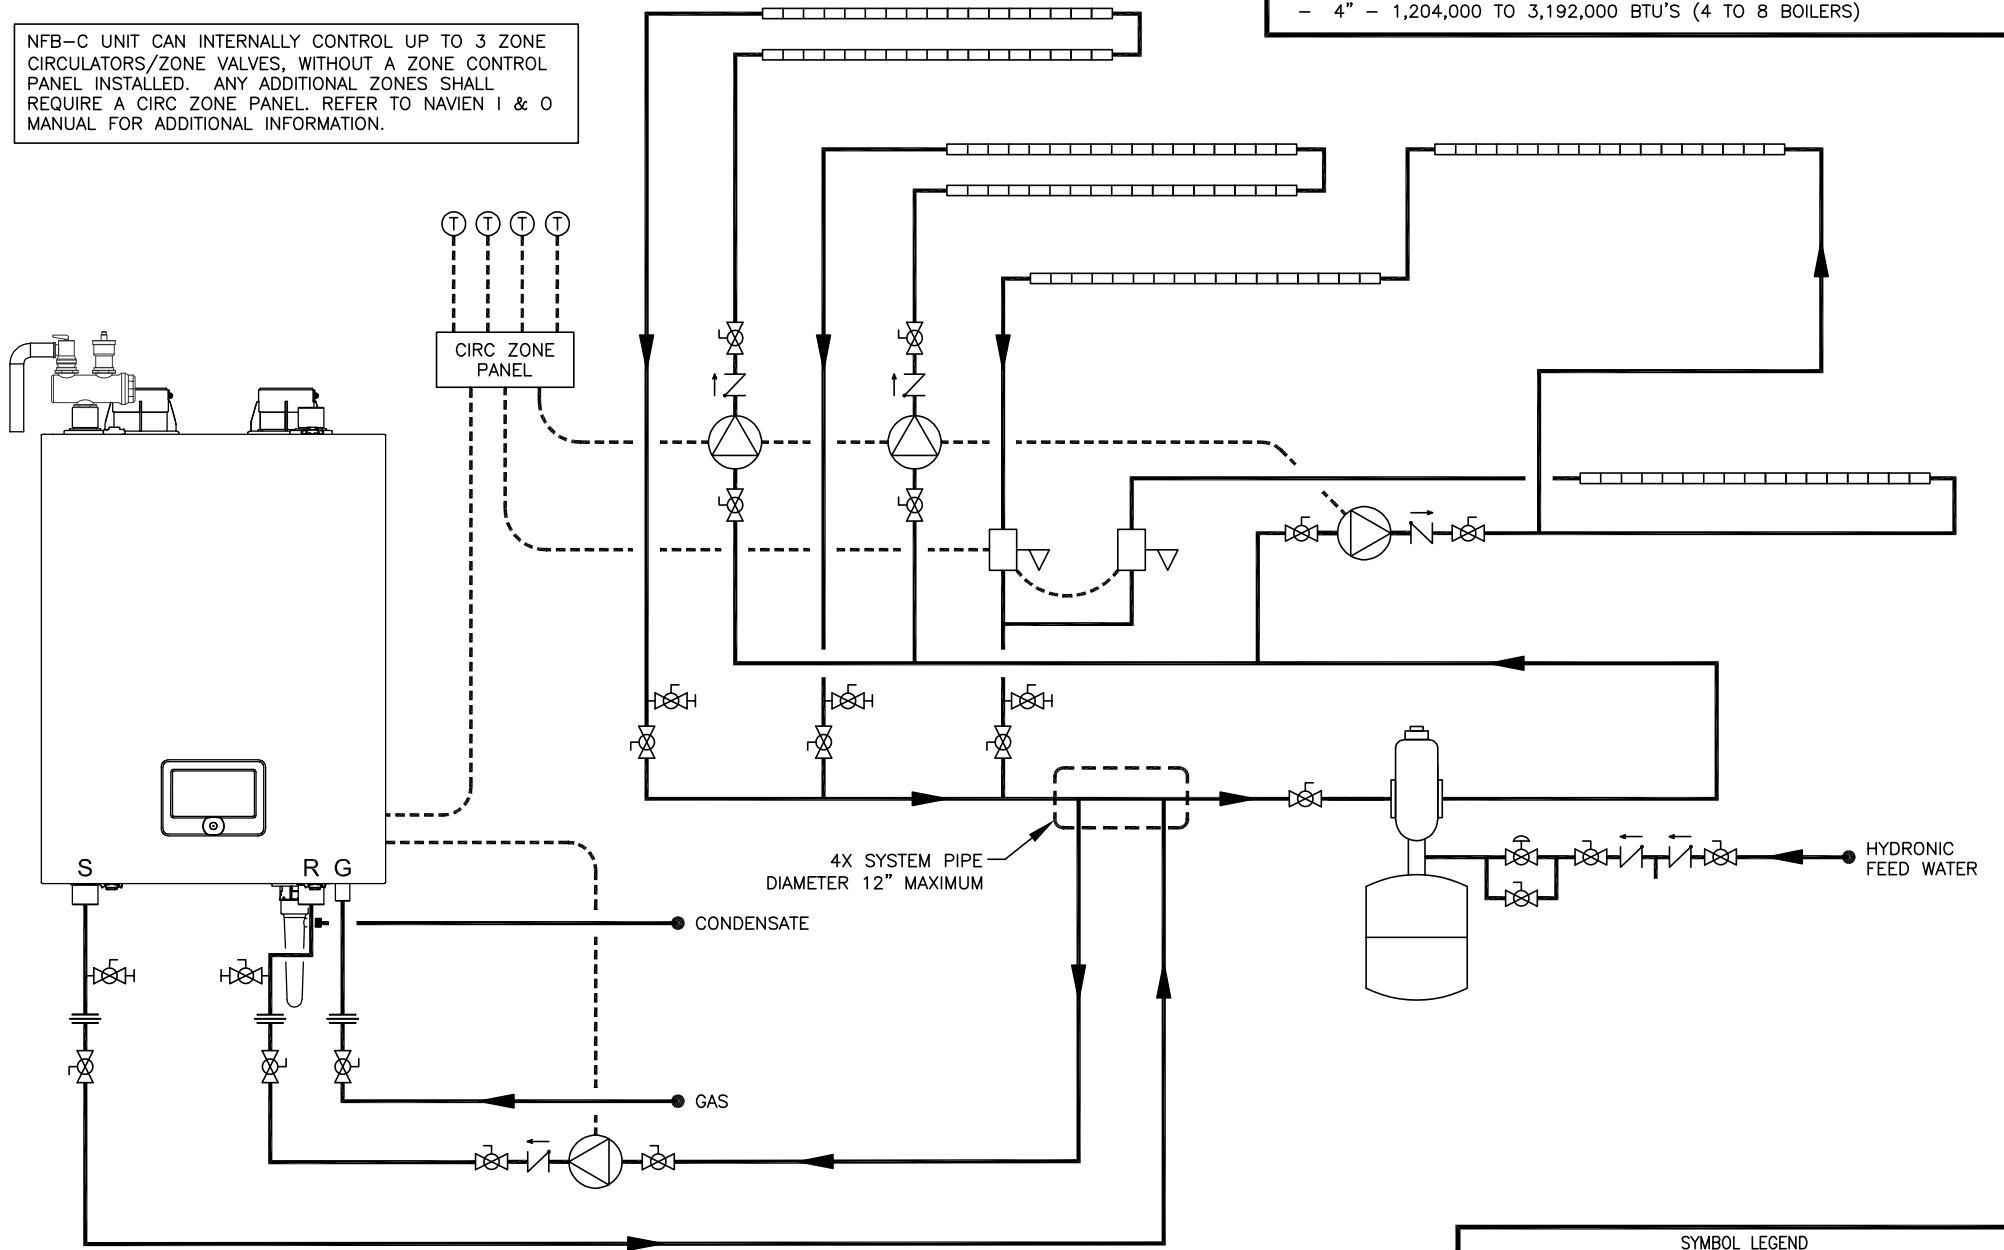 – 4” – 1,204,000 TO 3,192,000 BTU'S (4 TO 8 BOILERS)
NFB–C UNIT CAN INTERNALLY CONTROL UP TO 3 ZONE
CIRCULATORS/ZONE VALVES, WITHOUT A ZONE CONTROL
PANEL INSTALLED. ANY ADDITIONAL ZONES SHALL
REQUIRE A CIRC ZONE PANEL. REFER TO NAVIEN I & O
MANUAL FOR ADDITIONAL INFORMATION.
T T T T
CIRC ZONE
PANEL
S R G
4X SYSTEM PIPE
DIAMETER 12” MAXIMUM
HYDRONIC
FEED WATER
CONDENSATE
GAS
SYMBOL LEGEND